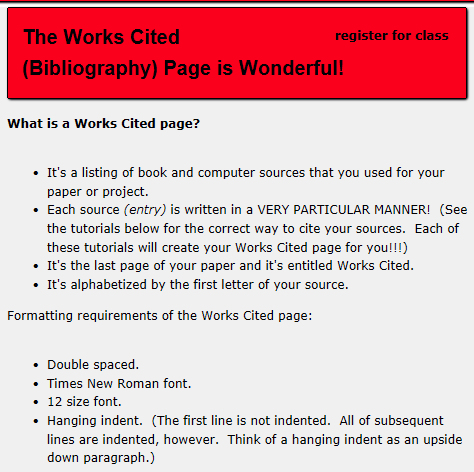 The Works Cited
register for class
(Bibliography) Page is Wonderful!
What is a Works Cited page?
• It's a listing of book and computer sources that you used for your
paper or project.
• Each source (entry) is written in a VERY PARTICULAR MANNER!  (See
the tutorials below for the correct way to cite your sources.  Each of
these tutorials will create your Works Cited page for you!!!)
• It's the last page of your paper and it's entitled Works Cited.
• It's alphabetized by the first letter of your source.
Formatting requirements of the Works Cited page:
• Double spaced.
• Times New Roman font.
• 12 size font.
• Hanging indent.  (The first line is not indented.  All of subsequent
lines are indented, however.  Think of a hanging indent as an upside
down paragraph.)